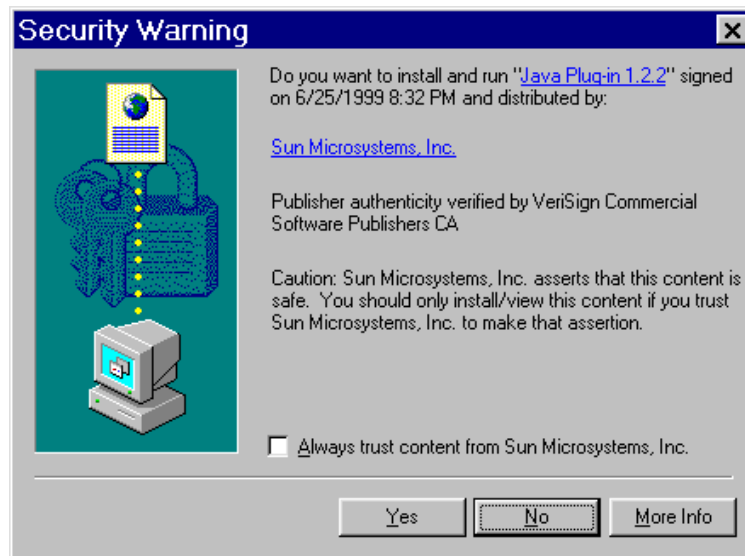 Security Warning
Do you want to install and run "Java Plug-in 1.2.2" signed
on 6/25/1999 8:32 PM and distributed by:
Sun Microsystems, Inc.
Publisher authenticity verified by VeriSign Commercial
Software Publishers CA
Caution: Sun Microsystems, Inc. asserts that this content is
safe.  You should only install/view this content if you trust
Sun Microsystems, Inc. to make that assertion.
Always trust content from Sun Microsystems, Inc.
Yes No More Info